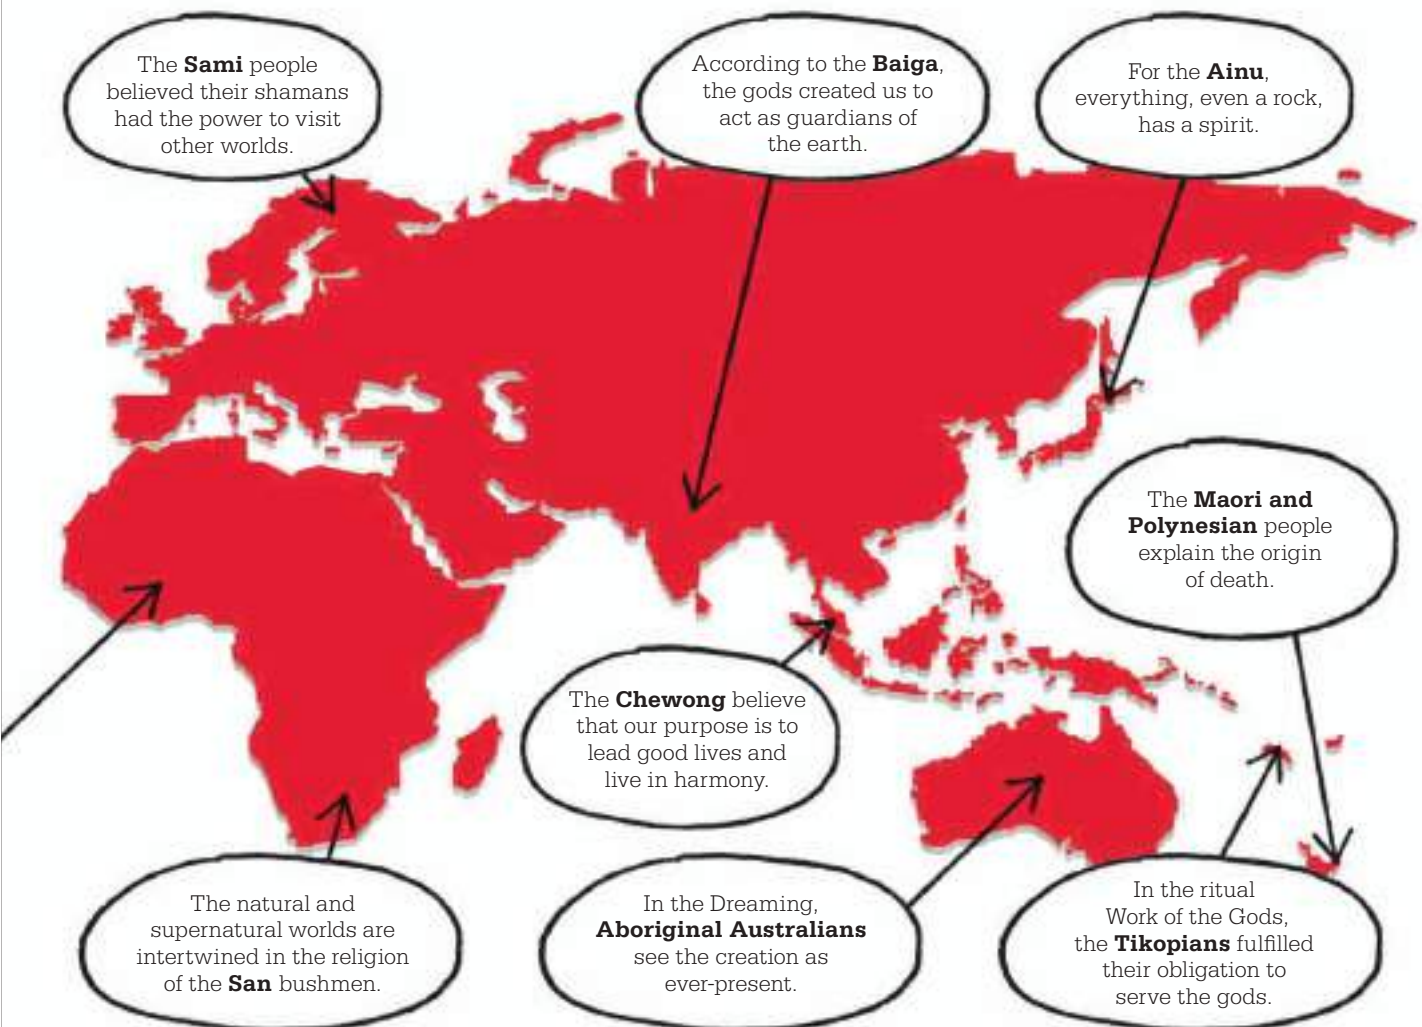 The Sami people
believed their shamans
had the power to visit
other worlds.
According to the Baiga,
the gods created us to
act as guardians of
the earth.
For the Ainu,
everything, even a rock,
has a spirit.
The Maori and
Polynesian people
explain the origin
of death.
The Chewong believe
that our purpose is to
lead good lives and
live in harmony.
The natural and
supernatural worlds are
intertwined in the religion
of the San bushmen.
In the Dreaming,
Aboriginal Australians
see the creation as
ever-present.
In the ritual
Work of the Gods,
the Tikopians fulfilled
their obligation to
serve the gods.